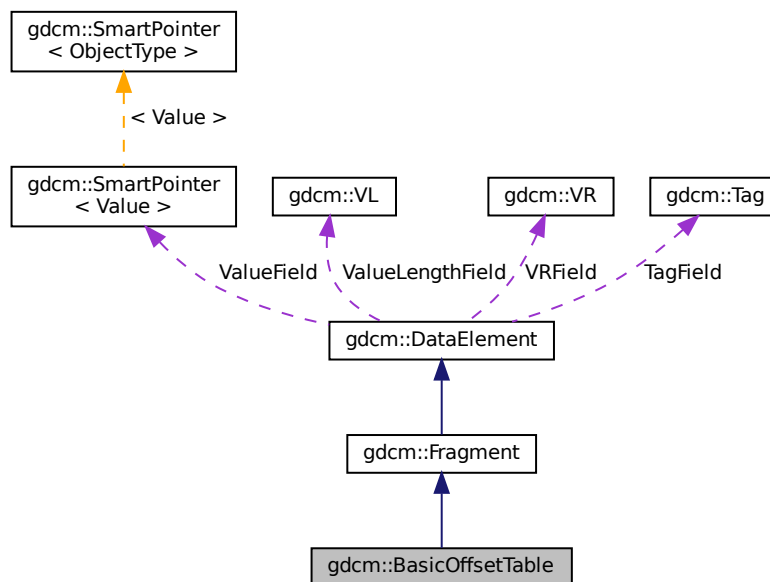 gdcm::SmartPointer
< ObjectType >
< Value >
gdcm::SmartPointer
< Value >
gdcm::VL
gdcm::VR
gdcm::Tag
ValueField
ValueLengthField
VRField
TagField
gdcm::DataElement
gdcm::Fragment
gdcm::BasicOffsetTable